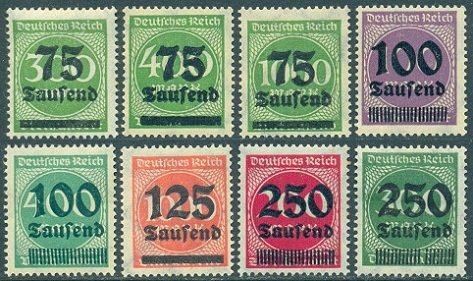 Deutsches Reich Deutsches Reich Deutsches Reich Deutsches Reich
75 75 75 100
Tausend Tausend Tausend Tausend
Deutsches Reich Deutsches Reich Deutsches Reich Deutsches Reich
100 125 250 250
Tausend Tausend Tausend Tausend